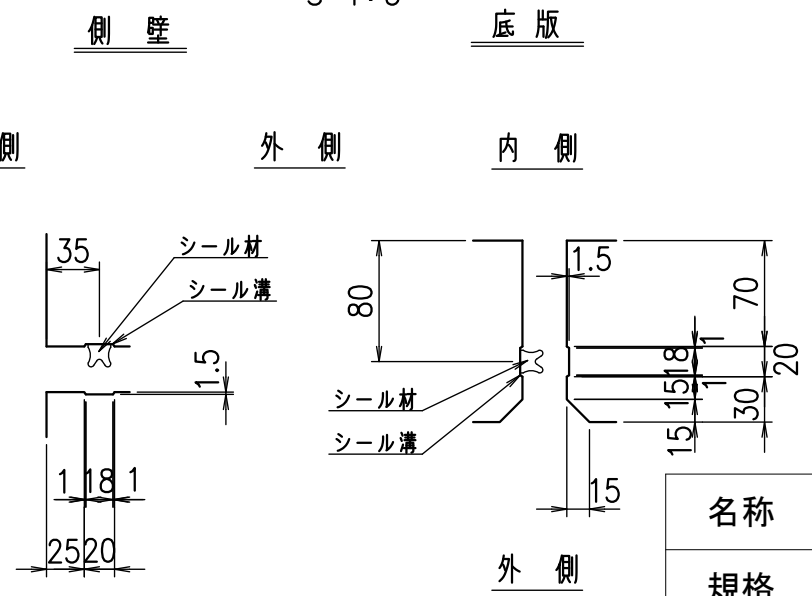 側 壁
底 版
側
外 側
内 側
35
シール材
シール溝
1.5
1 18 1
25 20
80
1.5
70
1
18
20
1
15
30
15
シール材
シール溝
15
外 側
名称
規格